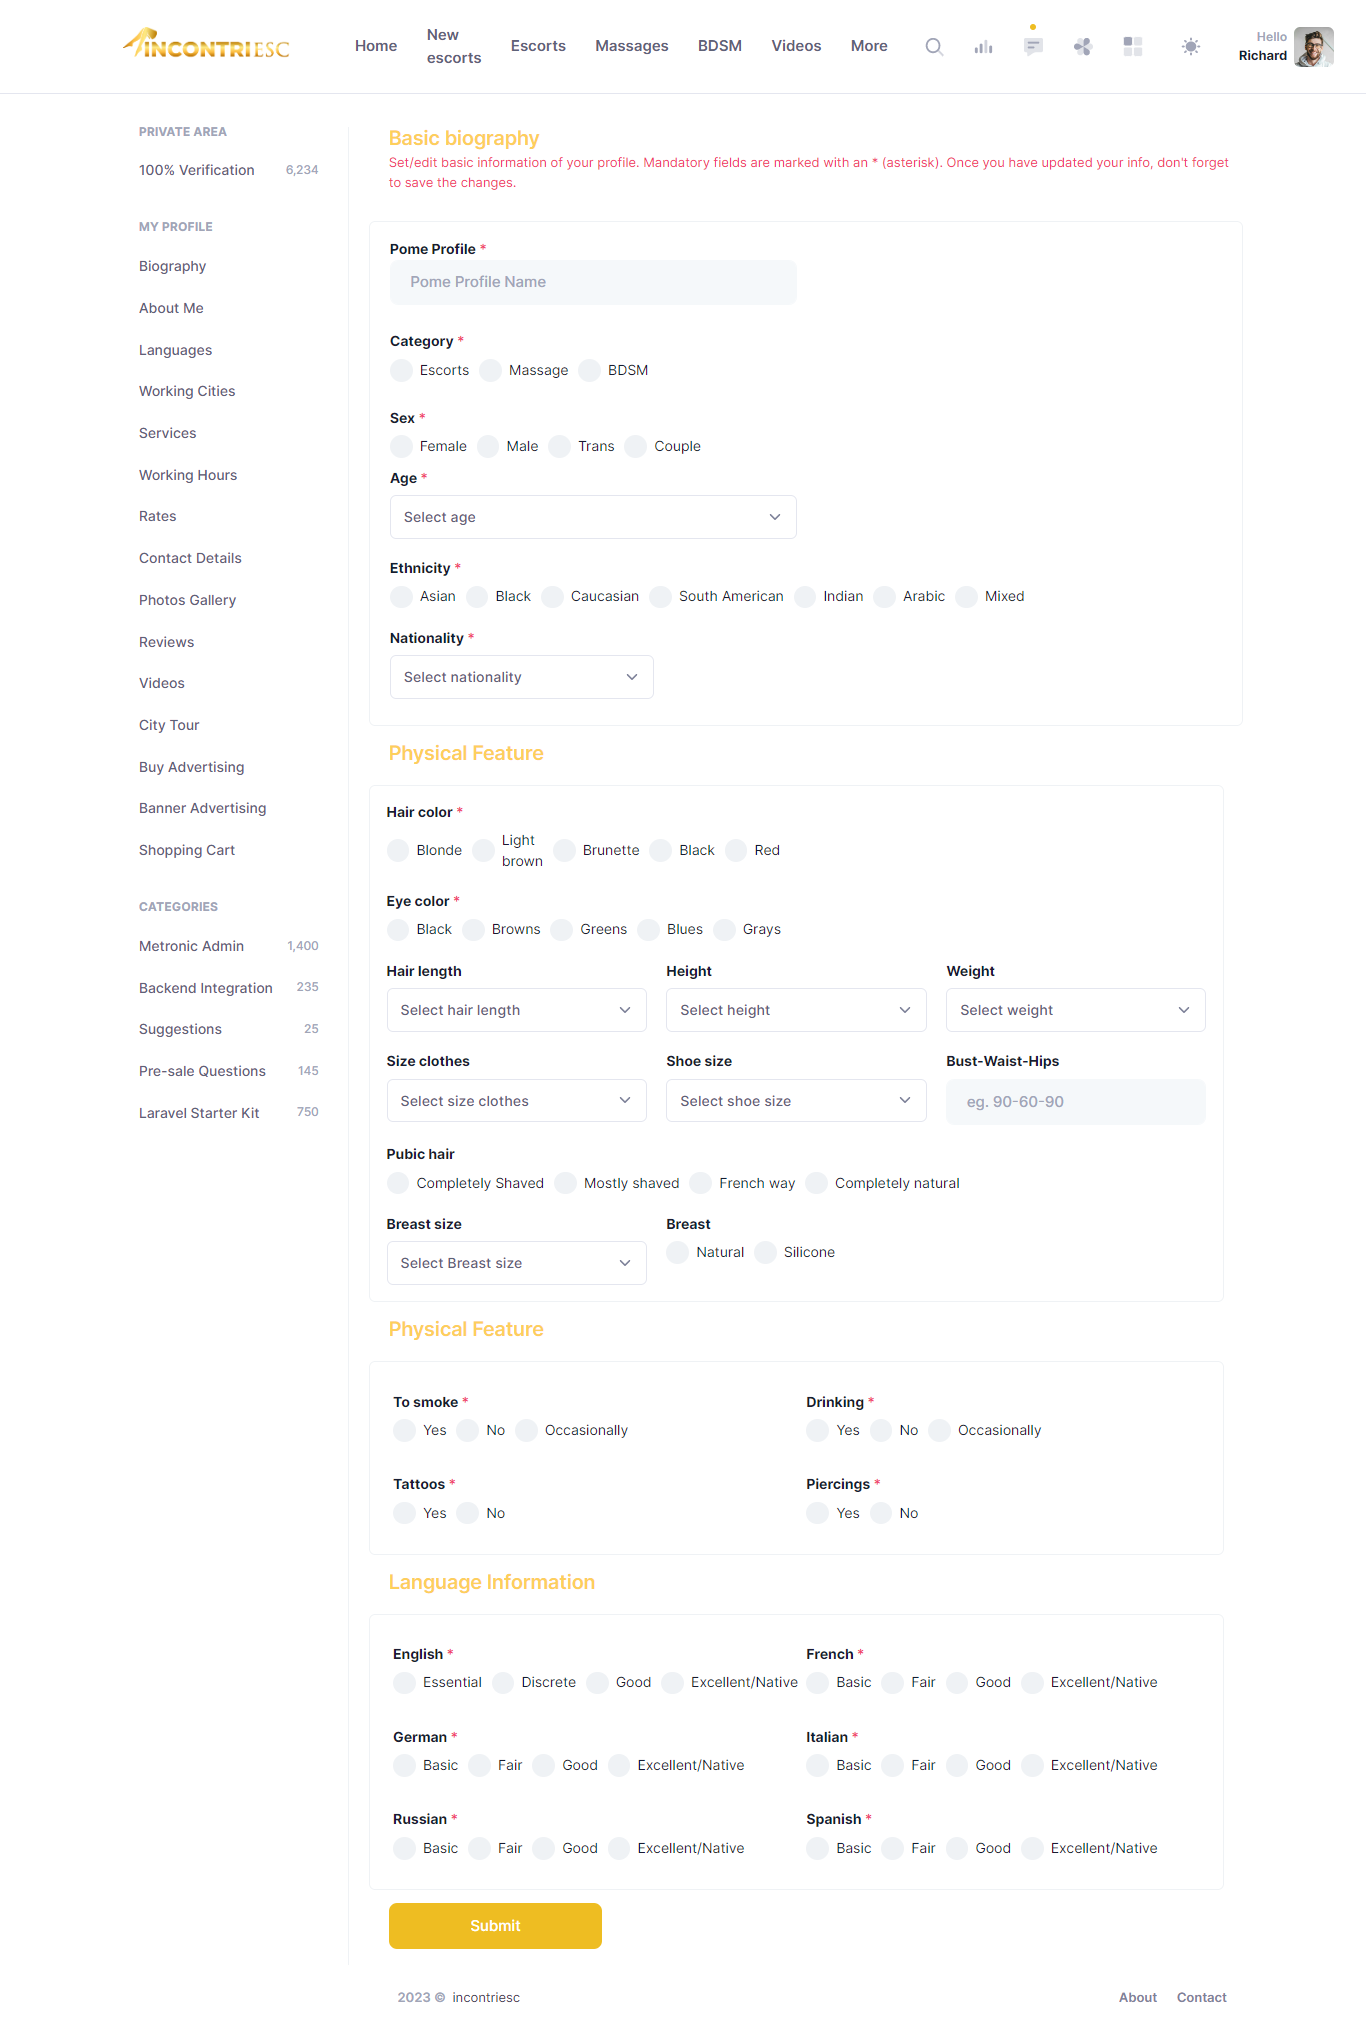 INCONTRIESC
Home
New
escorts
Escorts
Massages
BDSM
Videos
More
Hello
Richard
PRIVATE AREA
100% Verification 6,234
MY PROFILE
Biography
About Me
Languages
Working Cities
Services
Working Hours
Rates
Contact Details
Photos Gallery
Reviews
Videos
City Tour
Buy Advertising
Banner Advertising
Shopping Cart
CATEGORIES
Metronic Admin 1,400
Backend Integration 235
Suggestions 25
Pre-sale Questions 145
Laravel Starter Kit 750
Basic biography
Set/edit basic information of your profile. Mandatory fields are marked with an * (asterisk). Once you have updated your info, don't forget
to save the changes.
Pome Profile *
Pome Profile Name
Category *
Escorts Massage BDSM
Sex *
Female Male Trans Couple
Age *
Select age
Ethnicity *
Asian Black Caucasian South American Indian Arabic Mixed
Nationality *
Select nationality
Physical Feature
Hair color *
Blonde Light brown Brunette Black Red
Eye color *
Black Browns Greens Blues Grays
Hair length Height Weight
Select hair length Select height Select weight
Size clothes Shoe size Bust-Waist-Hips
Select size clothes Select shoe size eg. 90-60-90
Pubic hair
Completely Shaved Mostly shaved French way Completely natural
Breast size Breast
Select Breast size Natural Silicone
Physical Feature
To smoke * Drinking *
Yes No Occasionally Yes No Occasionally
Tattoos * Piercings *
Yes No Yes No
Language Information
English * French *
Essential Discrete Good Excellent/Native Basic Fair Good Excellent/Native
German * Italian *
Basic Fair Good Excellent/Native Basic Fair Good Excellent/Native
Russian * Spanish *
Basic Fair Good Excellent/Native Basic Fair Good Excellent/Native
Submit
2023 © incontriesc About Contact